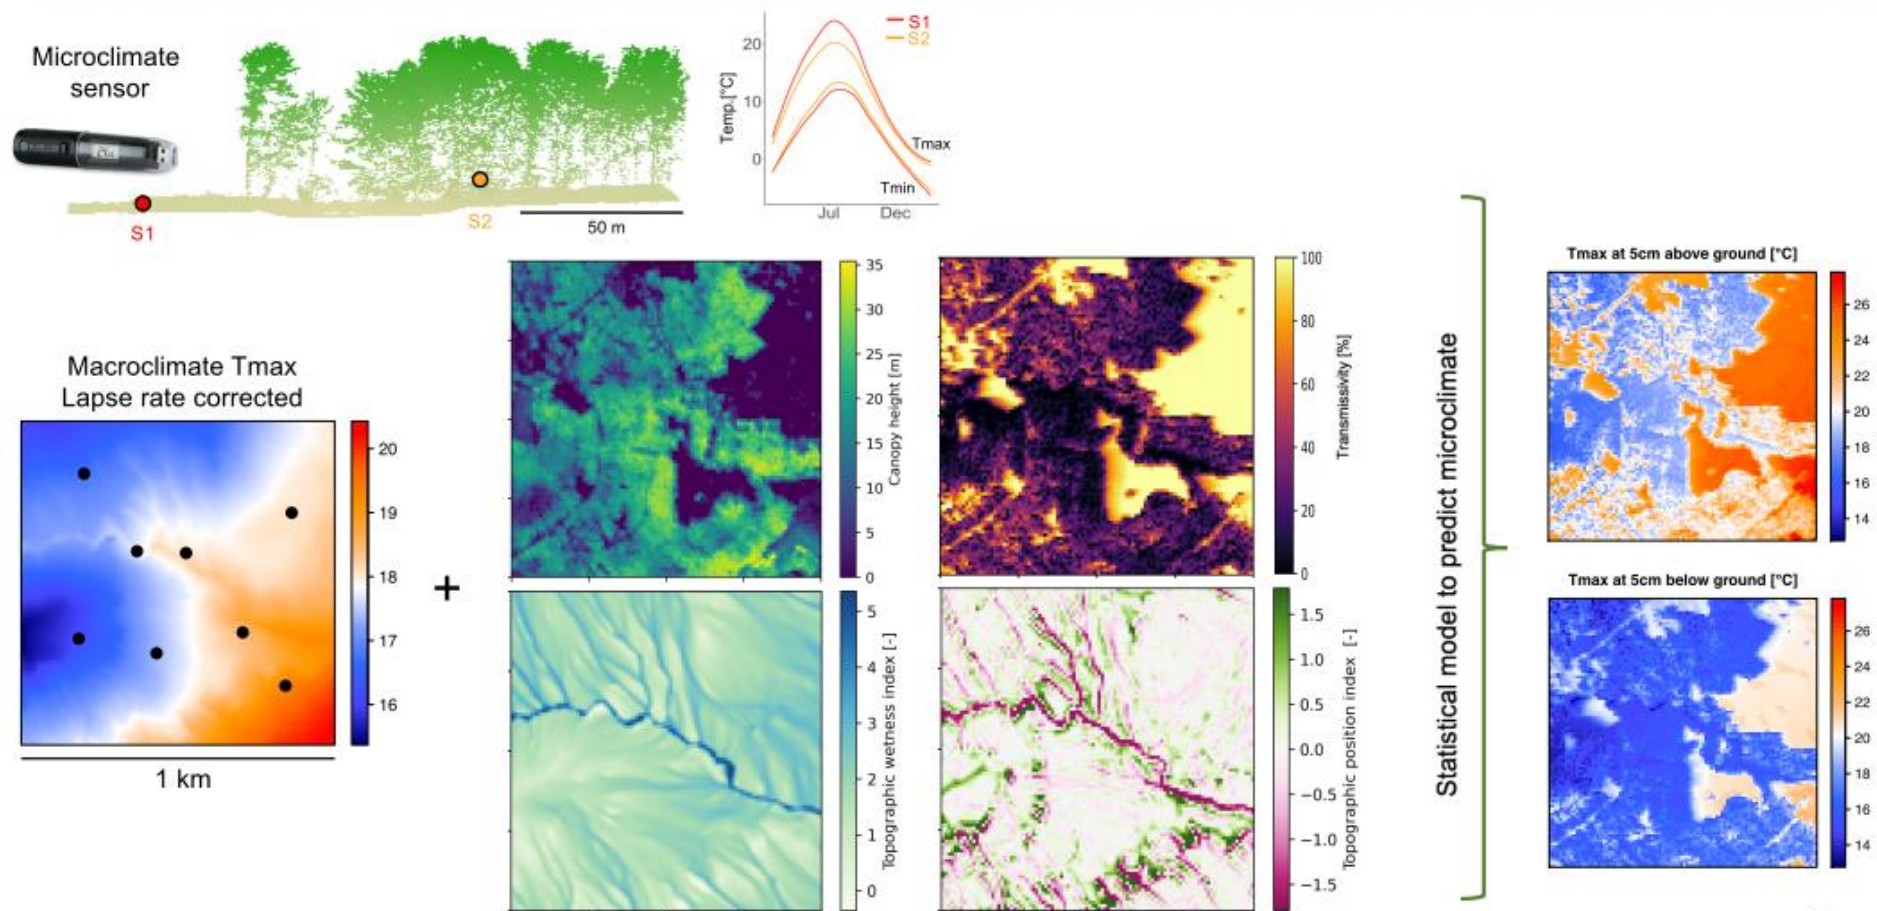 Microclimate
sensor
S1
S2
50 m
S1
S2
Temp.[°C]
20
10
0
Tmax
Tmin
Jul
Dec
Macroclimate Tmax
Lapse rate corrected
20
19
18
17
16
1 km
+
35
30
25
20
15
10
5
0
Canopy height [m]
100
80
60
40
20
0
Transmissivity [%]
5
4
3
2
1
0
Topographic wetness index [-]
1.5
1.0
0.5
0.0
−0.5
−1.0
−1.5
Topographic position index [-]
Statistical model to predict microclimate
Tmax at 5cm above ground [°C]
26
24
22
20
18
16
14
Tmax at 5cm below ground [°C]
26
24
22
20
18
16
14